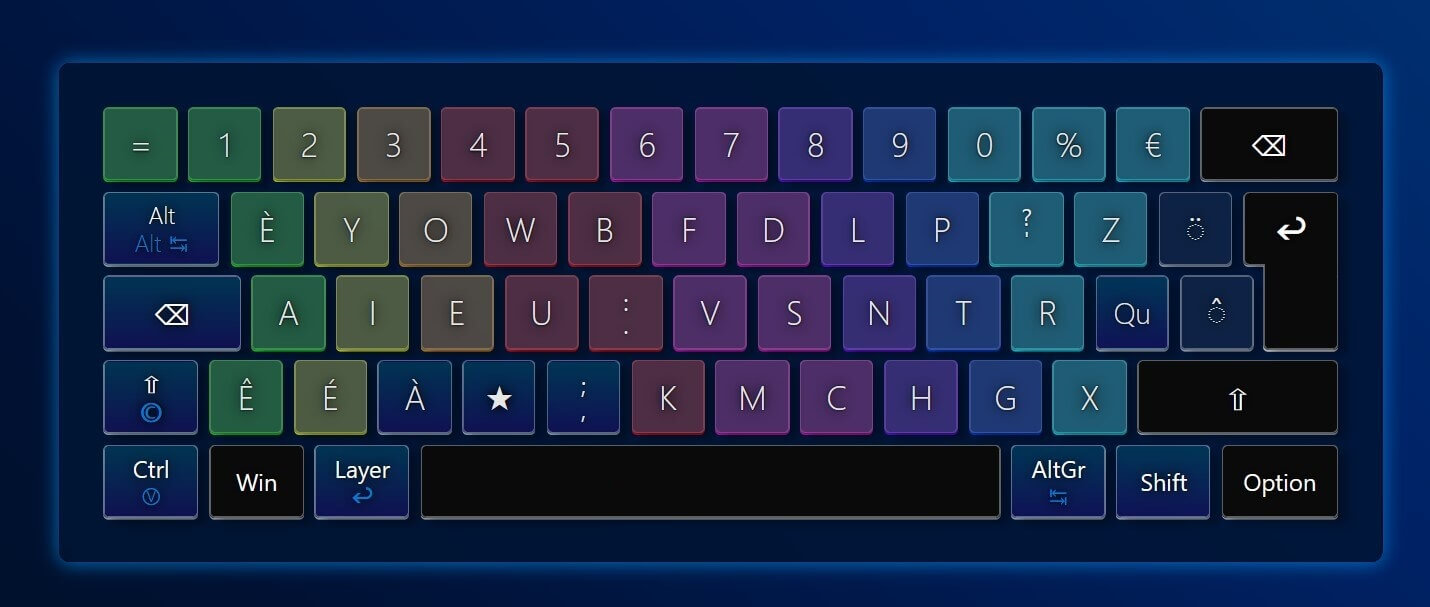 = 1 2 3 4 5 6 7 8 9 0 % € ⌫
Alt È Y O W B F D L P ? Z ¨ ↩
Alt ↹ '
⌫ A I E U : V S N T R Qu ^
.
⇧ Ê É À ★ ; K M C H G X ⇧
© ,
Ctrl Win Layer AltGr Shift Option
Ⓥ ↩ ↹